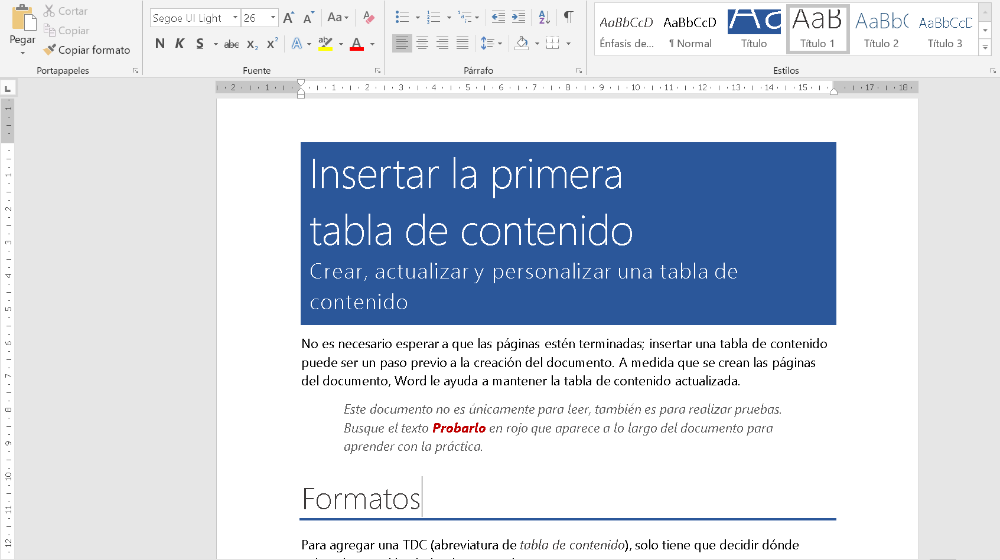 Pegar
Cortar
Copiar
Copiar formato
Portapapeles
Segoe UI Light 26
Aa
N K S abc X₂ X² A ab A
Fuente
Párrafo
AaBbCcD AaBbCcD AaB AaBb( AaBbCcD
Énfasis de... ¶ Normal Título Título 1 Título 2 Título 3
Estilos
2 1 1 2 3 4 5 6 7 8 9 10 11 12 13 14 15 17 18
1
1
2
3
4
5
6
7
8
9
10
11
12
Insertar la primera
tabla de contenido
Crear, actualizar y personalizar una tabla de
contenido
No es necesario esperar a que las páginas estén terminadas; insertar una tabla de contenido
puede ser un paso previo a la creación del documento. A medida que se crean las páginas
del documento, Word le ayuda a mantener la tabla de contenido actualizada.
Este documento no es únicamente para leer, también es para realizar pruebas.
Busque el texto Probarlo en rojo que aparece a lo largo del documento para
aprender con la práctica.
Formatos
Para agregar una TDC (abreviatura de tabla de contenido), solo tiene que decidir dónde